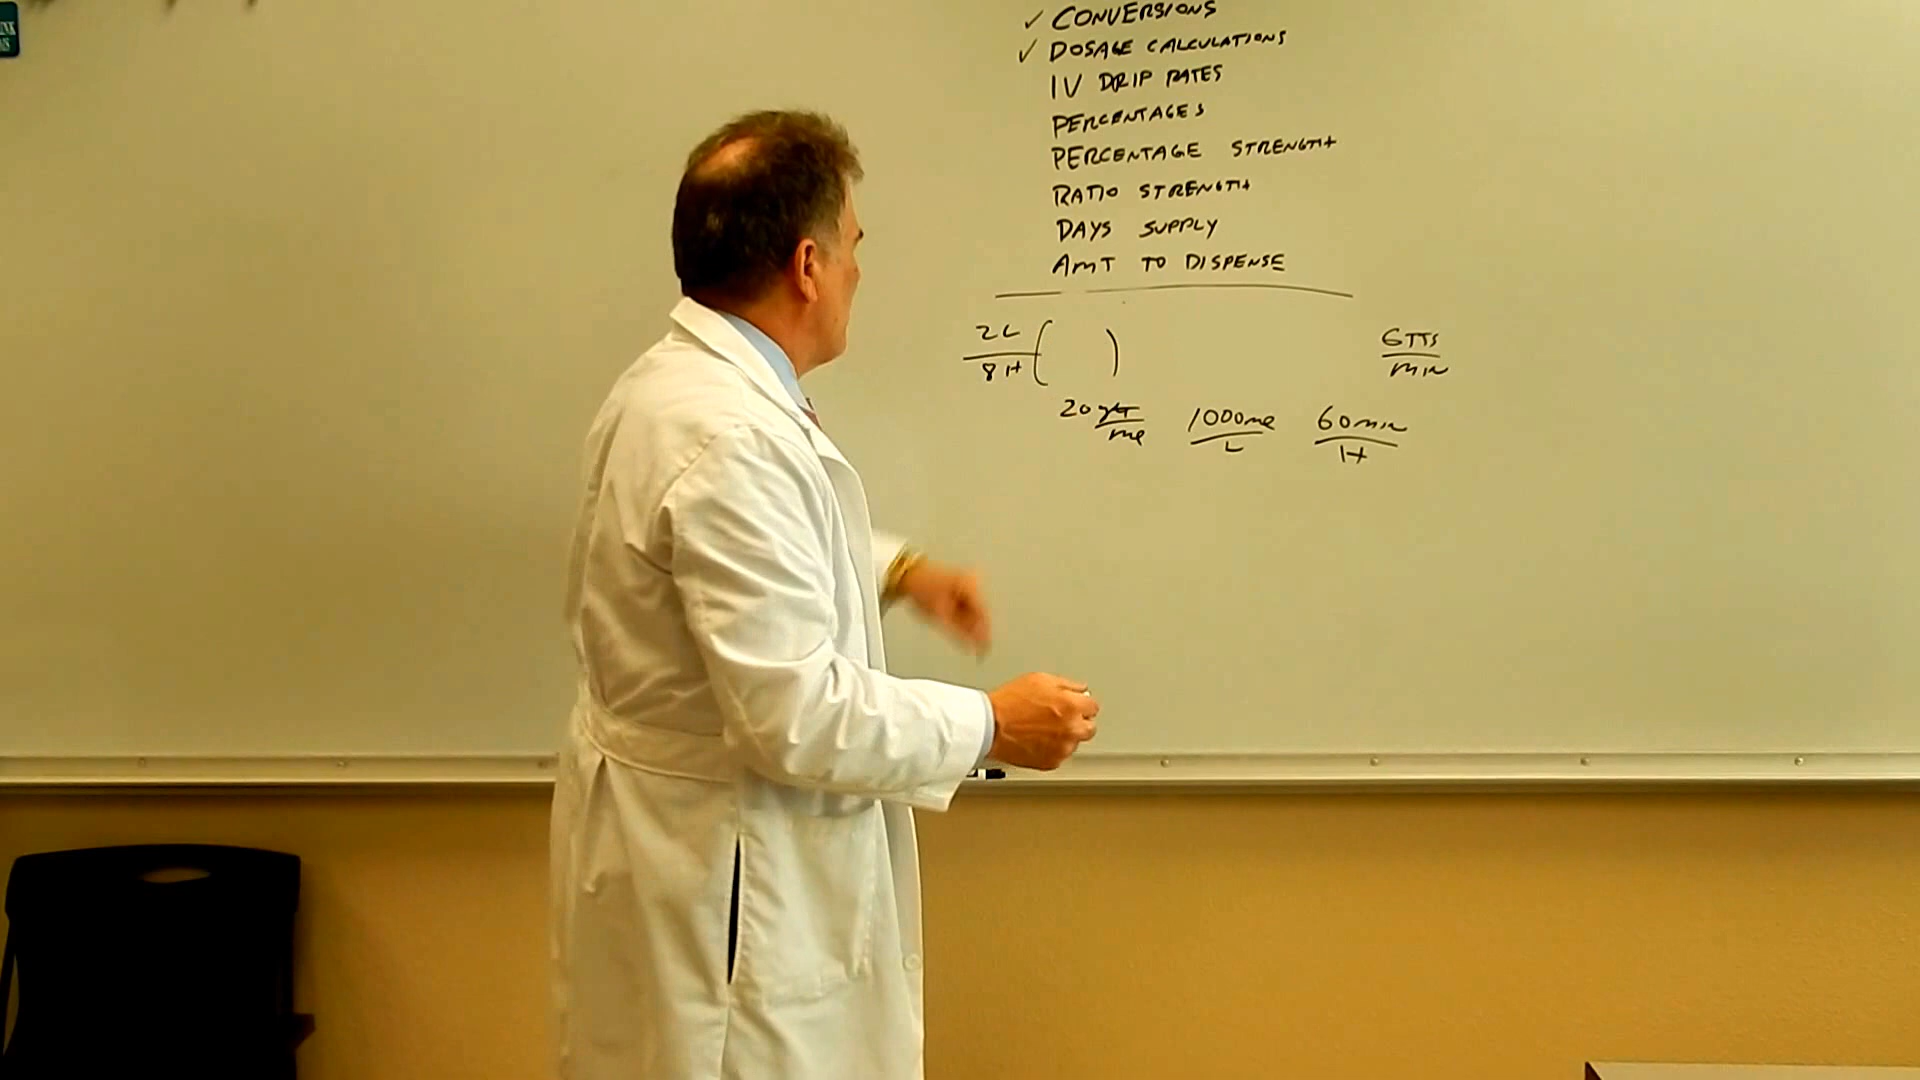 ✓ CONVERSIONS
✓ DOSAGE CALCULATIONS
IV DRIP RATES
PERCENTAGES
PERCENTAGE STRENGTH
RATIO STRENGTH
DAYS SUPPLY
AMT TO DISPENSE
2L ( ) GTTS
8H MIN
20 gtt 1000ml 60min
ml L H